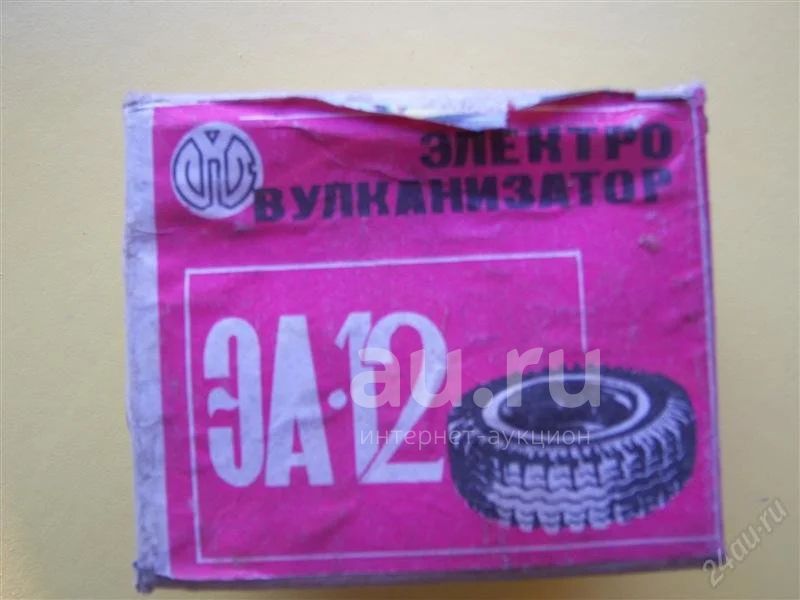 ЭЛЕКТРО
ВУЛКАНИЗАТОР
ЭА·12
au.ru
интернет-аукцион
24au.ru